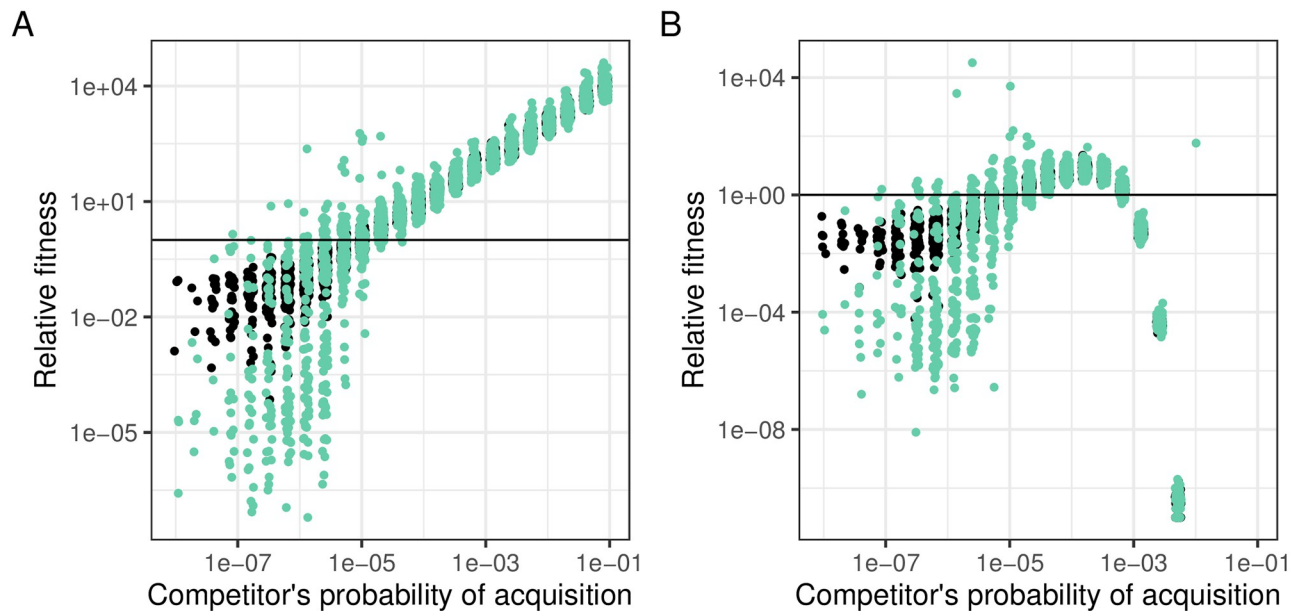 A
Relative fitness
1e+04
1e+01
1e−02
1e−05
1e−07
1e−05
1e−03
1e−01
Competitor's probability of acquisition
B
Relative fitness
1e+04
1e+00
1e−04
1e−08
1e−07
1e−05
1e−03
1e−01
Competitor's probability of acquisition